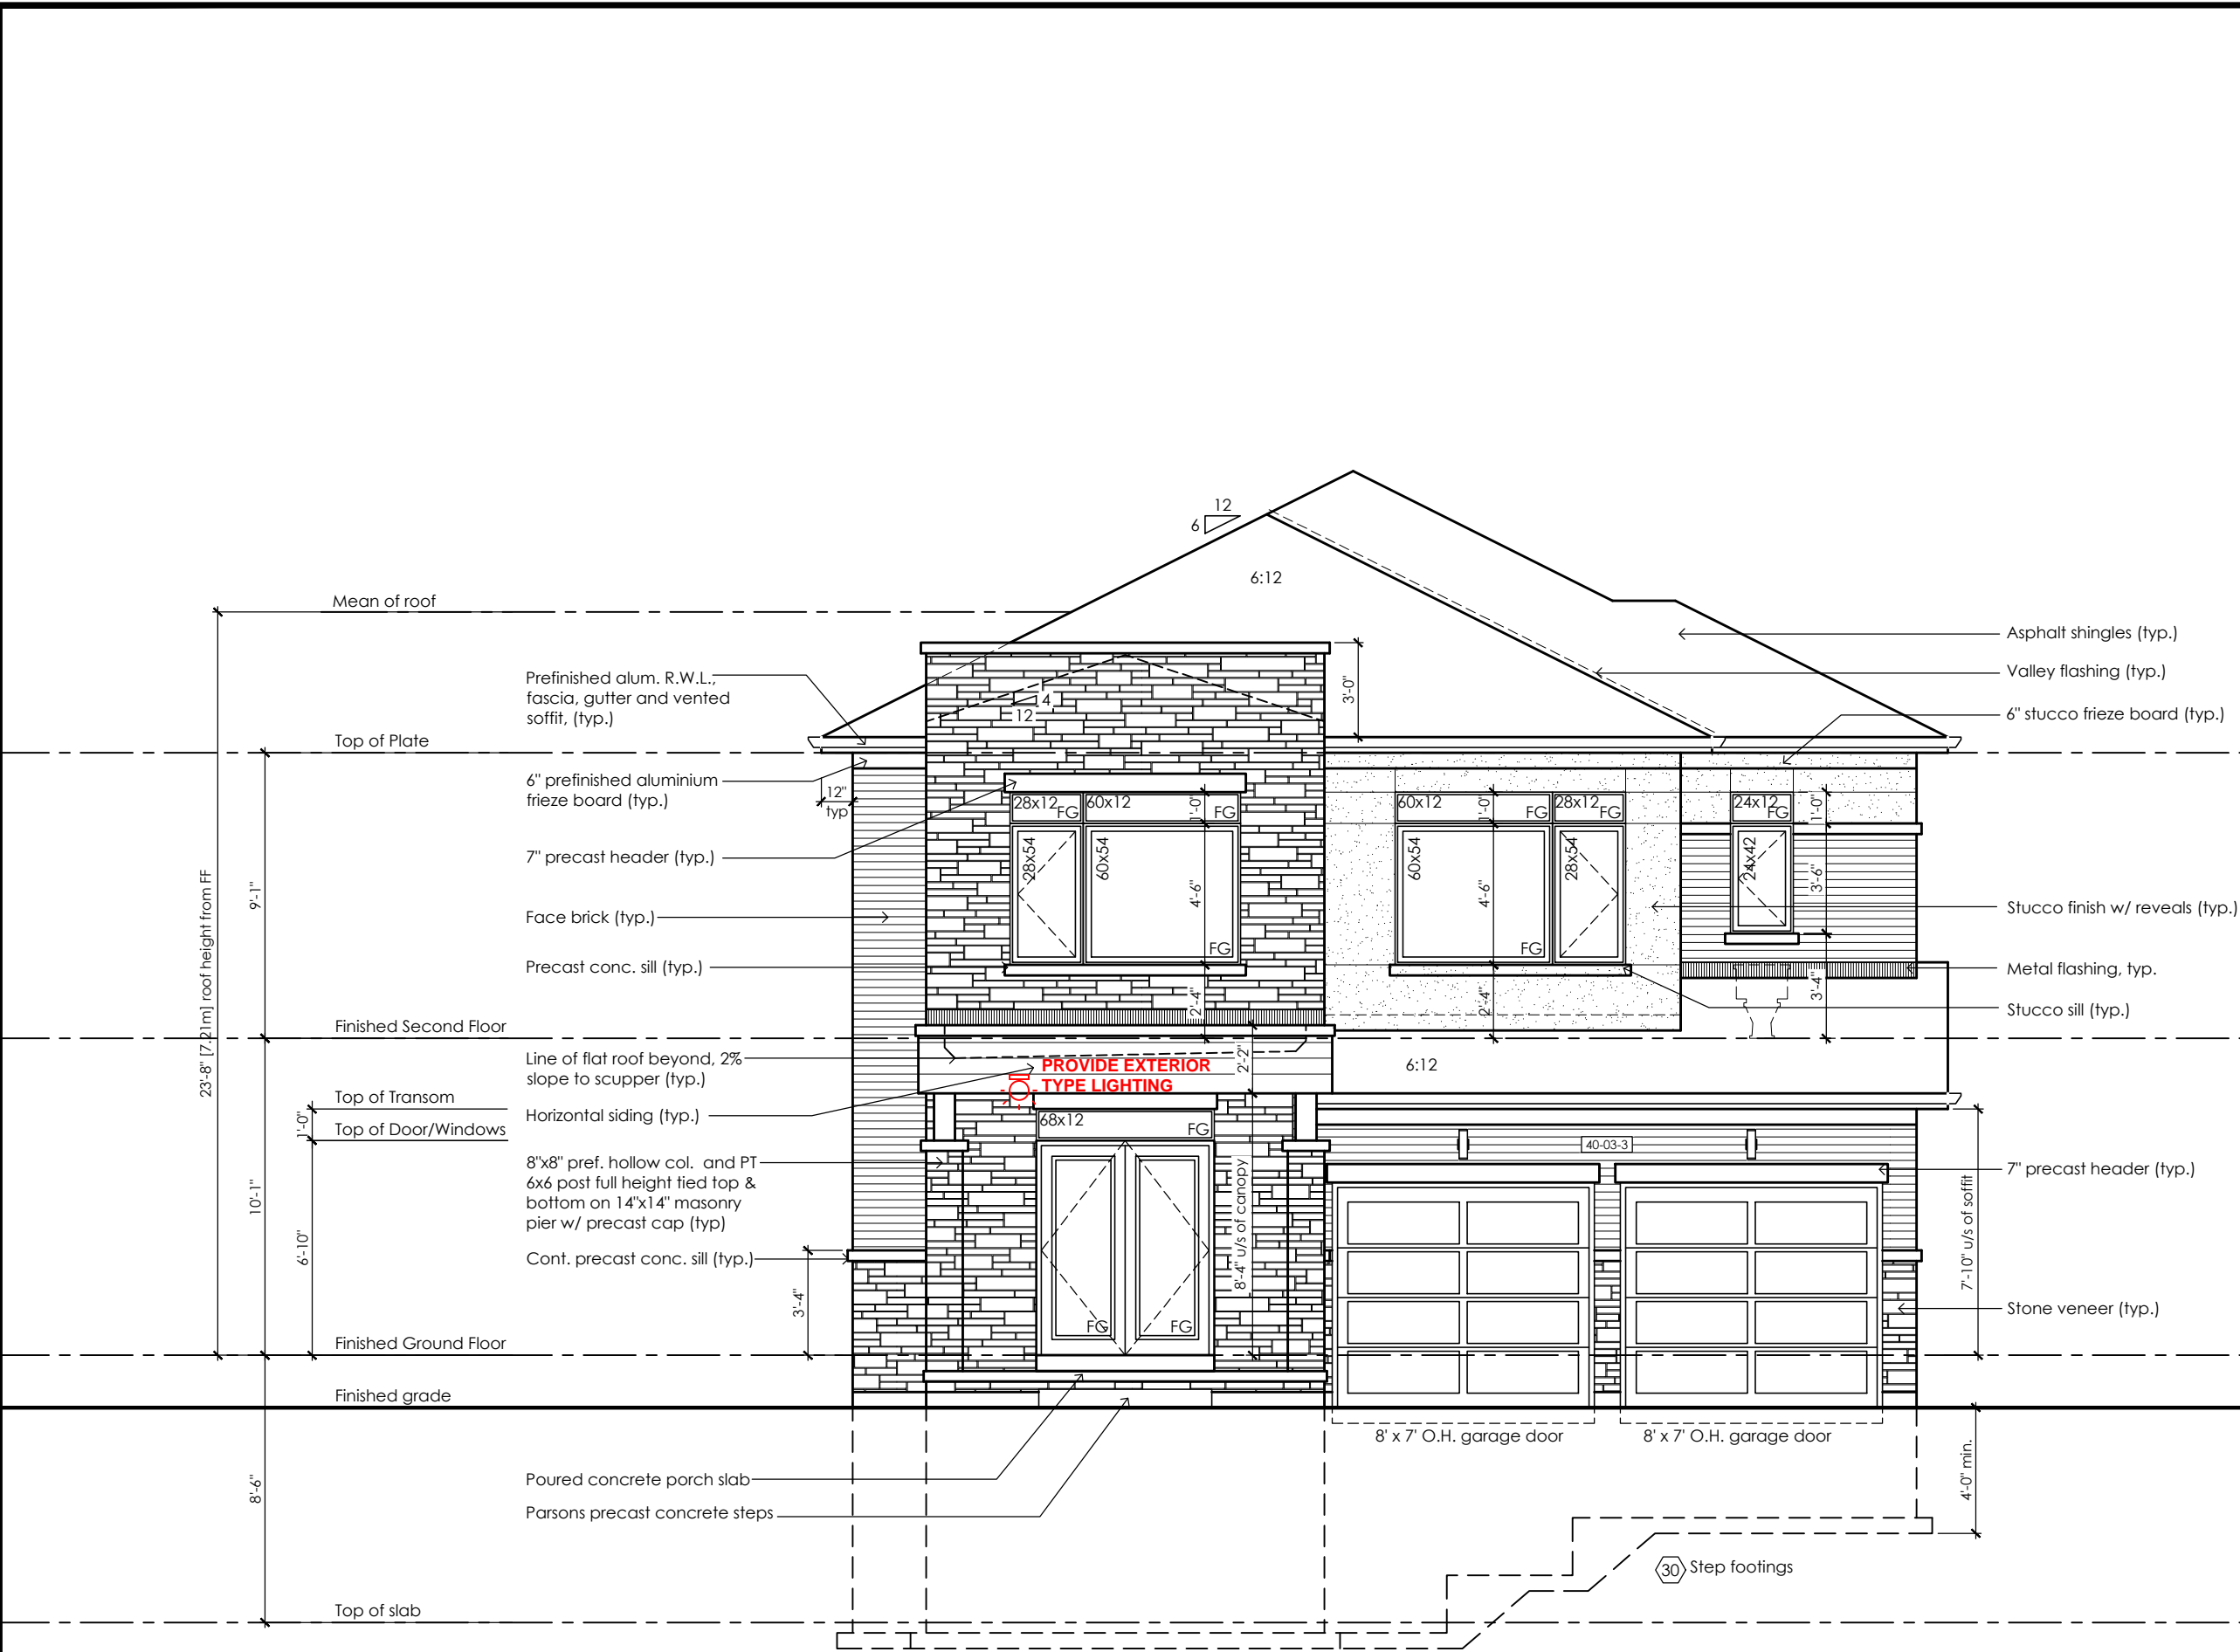 12
6
6:12
Mean of roof
Asphalt shingles (typ.)
Valley flashing (typ.)
Prefinished alum. R.W.L.,
fascia, gutter and vented
soffit, (typ.)
4
12
3'-0"
6" stucco frieze board (typ.)
Top of Plate
6" prefinished aluminium
frieze board (typ.)
12"
typ
28x12
FG
60x12
FG
1'-0"
60x12
FG
1'-0"
28x12
FG
24x12
FG
1'-0"
7" precast header (typ.)
28x54
60x54
4'-6"
FG
60x54
4'-6"
FG
28x54
24x42
3'-6"
23'-8" [7.21m] roof height from FF
9'-1"
Face brick (typ.)
Stucco finish w/ reveals (typ.)
Precast conc. sill (typ.)
Metal flashing, typ.
2'-4"
2'-4"
3'-4"
Stucco sill (typ.)
Finished Second Floor
Line of flat roof beyond, 2%
slope to scupper (typ.)
PROVIDE EXTERIOR
TYPE LIGHTING
2'-2"
6:12
Top of Transom
1'-0"
Horizontal siding (typ.)
Top of Door/Windows
68x12
FG
40-03-3
8"x8" pref. hollow col. and PT
6x6 post full height tied top &
bottom on 14"x14" masonry
pier w/ precast cap (typ)
7" precast header (typ.)
10'-1"
6'-10"
8'-4" u/s of canopy
7'-10" u/s of soffit
Cont. precast conc. sill (typ.)
3'-4"
Stone veneer (typ.)
FG
FG
Finished Ground Floor
Finished grade
8' x 7' O.H. garage door
8' x 7' O.H. garage door
8'-6"
Poured concrete porch slab
4'-0" min.
Parsons precast concrete steps
30
Step footings
Top of slab